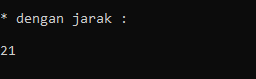 * dengan jarak :
21